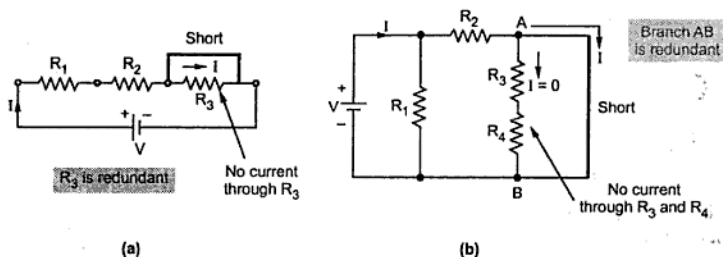 Short
I
R1
R2
R3
I
+
−
V
No current
through R3
R3 is redundant
(a)
I
R2
A
Branch AB
is redundant
I
R3
I = 0
+
V
−
R1
Short
R4
B
No current
through R3 and R4
(b)